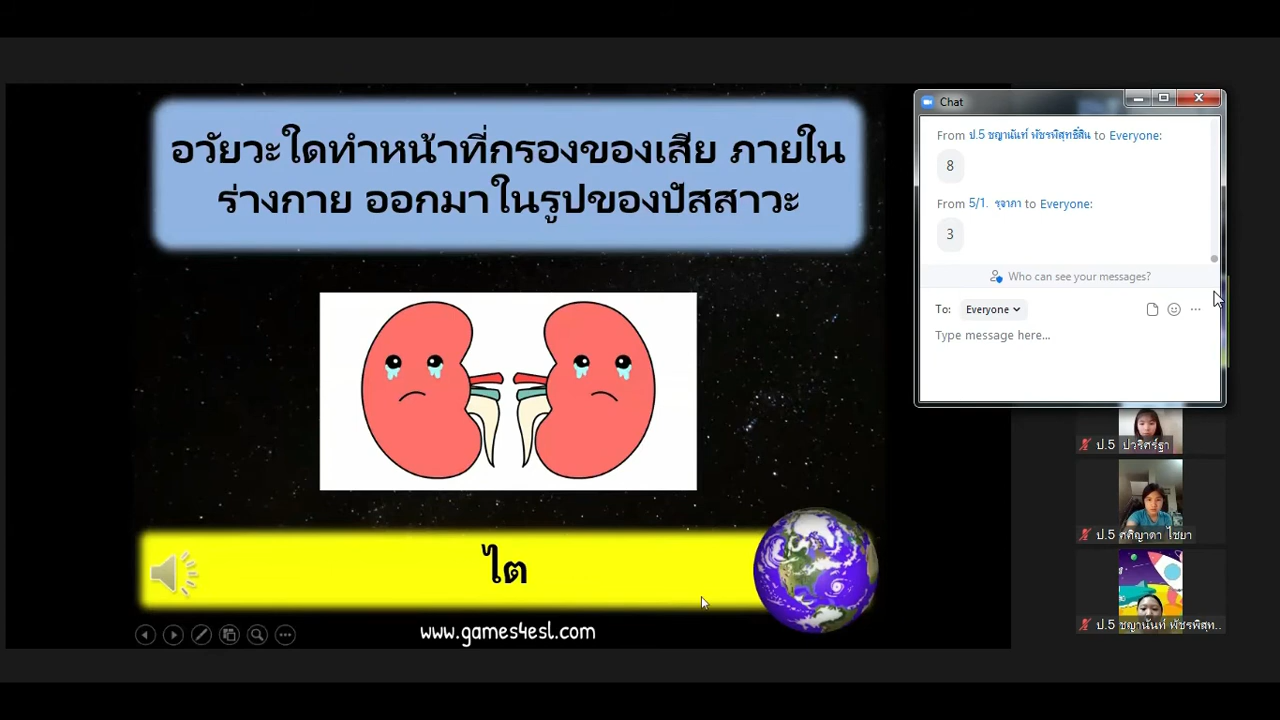 อวัยวะใดทำหน้าที่กรองของเสีย ภายใน
ร่างกาย ออกมาในรูปของปัสสาวะ
ไต
www.games4esl.com
Chat
From ป.5 ชญานันท์ พัชรพิสุทธิ์สิน to Everyone:
8
From 5/1. รุจาภา to Everyone:
3
Who can see your messages?
To: Everyone
Type message here...
ป.5 ปวริศร์ฐา
ป.5 ศศิญาดา ไชยา
ป.5 ชญานันท์ พัชรพิสุท..